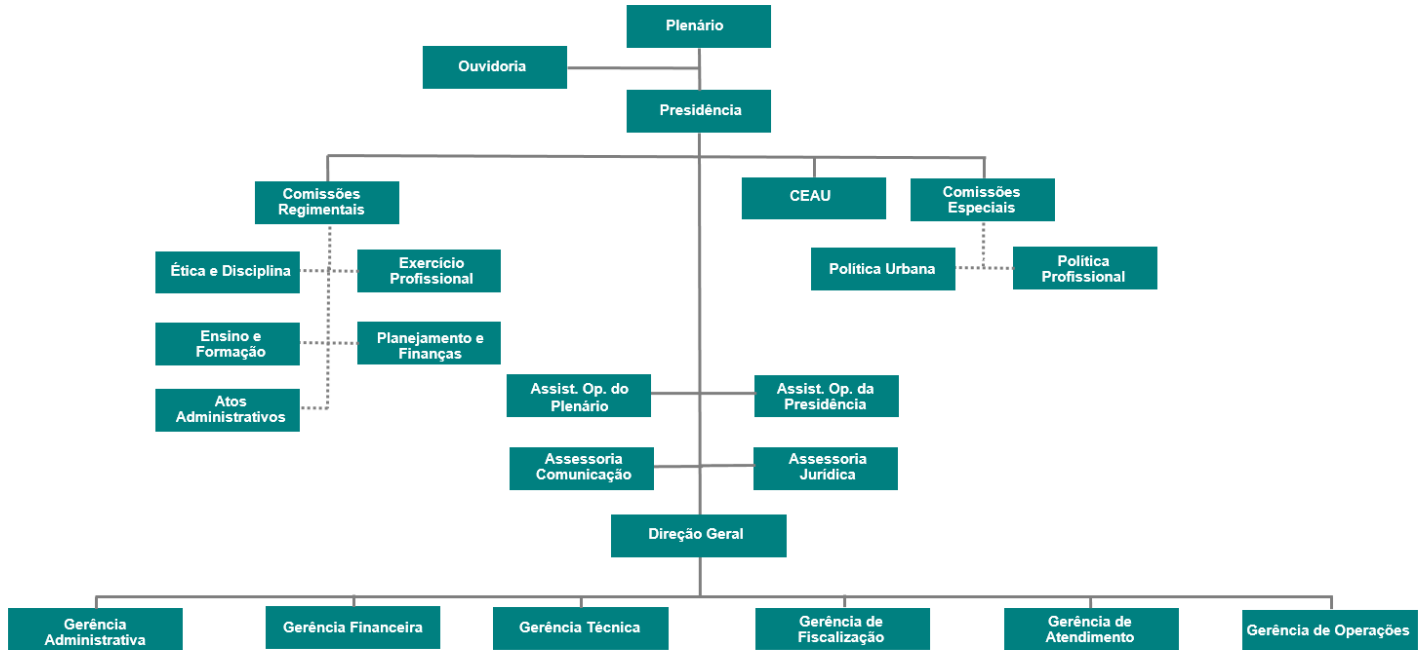 Plenário
Ouvidoria
Presidência
Comissões
Regimentais
CEAU
Comissões
Especiais
Ética e Disciplina
Exercício
Profissional
Política Urbana
Política
Profissional
Ensino e
Formação
Planejamento e
Finanças
Atos
Administrativos
Assist. Op. do
Plenário
Assist. Op. da
Presidência
Assessoria
Comunicação
Assessoria
Jurídica
Direção Geral
Gerência
Administrativa
Gerência Financeira
Gerência Técnica
Gerência de
Fiscalização
Gerência de
Atendimento
Gerência de Operações